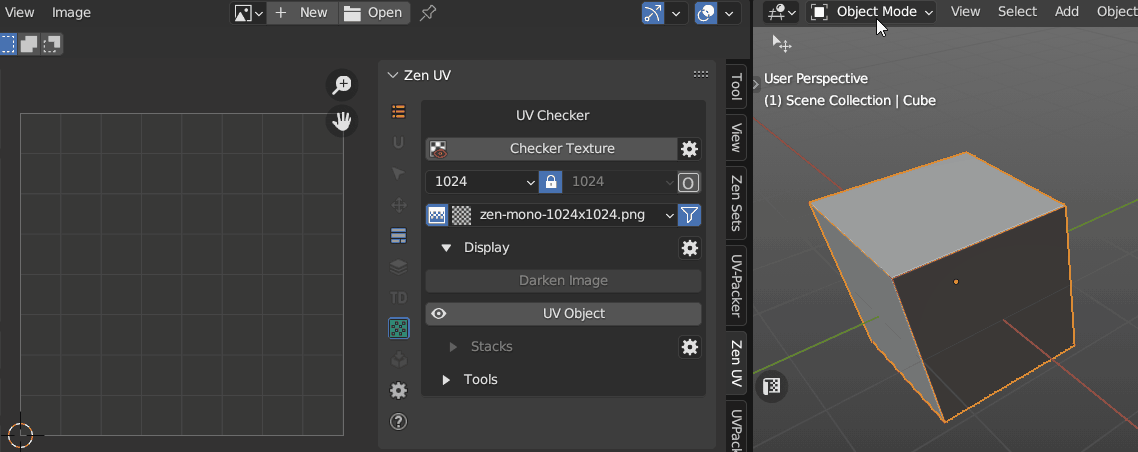 View Image New Open
Object Mode View Select Add Object
Zen UV
User Perspective
(1) Scene Collection | Cube
UV Checker
Checker Texture
1024 1024 O
zen-mono-1024x1024.png
Display
Darken Image
UV Object
Stacks
Tools
TD
Tool
View
Zen Sets
UV-Packer
Zen UV
UVPack